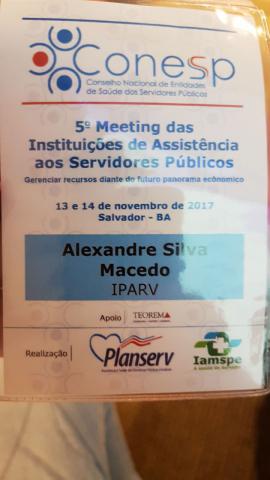 Conesp
Conselho Nacional de Entidades
de Saúde dos Servidores Públicos
5º Meeting das
Instituições de Assistência
aos Servidores Públicos
Gerenciar recursos diante do futuro panorama ecônomico
13 e 14 de novembro de 2017
Salvador - BA
Alexandre Silva
Macedo
IPARV
Apoio
TEOREMA
Realização
Planserv
Iamspe